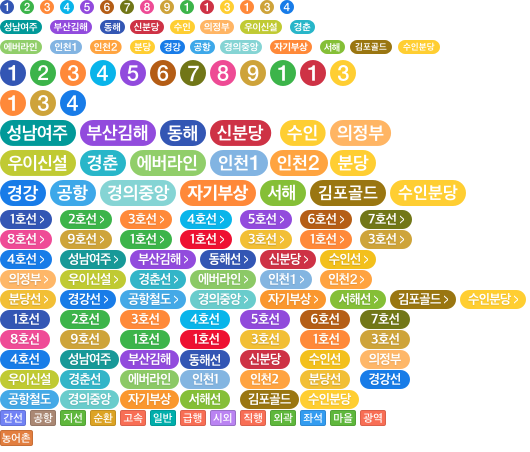 1 2 3 4 5 6 7 8 9 1 1 3 1 3 4
성남여주 부산김해 동해 신분당 수인 의정부 우이신설 경춘
에버라인 인천1 인천2 분당 경강 공항 경의중앙 자기부상 서해 김포골드 수인분당
1 2 3 4 5 6 7 8 9 1 1 3
1 3 4
성남여주 부산김해 동해 신분당 수인 의정부
우이신설 경춘 에버라인 인천1 인천2 분당
경강 공항 경의중앙 자기부상 서해 김포골드 수인분당
1호선 > 2호선 > 3호선 > 4호선 > 5호선 > 6호선 > 7호선 >
8호선 > 9호선 > 1호선 > 1호선 > 3호선 > 1호선 > 3호선 >
4호선 > 성남여주 > 부산김해 > 동해선 > 신분당 > 수인선 >
의정부 > 우이신설 > 경춘선 > 에버라인 > 인천1 > 인천2 >
분당선 > 경강선 > 공항철도 > 경의중앙 > 자기부상 > 서해선 > 김포골드 > 수인분당 >
1호선 2호선 3호선 4호선 5호선 6호선 7호선
8호선 9호선 1호선 1호선 3호선 1호선 3호선
4호선 성남여주 부산김해 동해선 신분당 수인선 의정부
우이신설 경춘선 에버라인 인천1 인천2 분당선 경강선
공항철도 경의중앙 자기부상 서해선 김포골드 수인분당
간선 공항 지선 순환 고속 일반 급행 시외 직행 외곽 좌석 마을 광역
농어촌